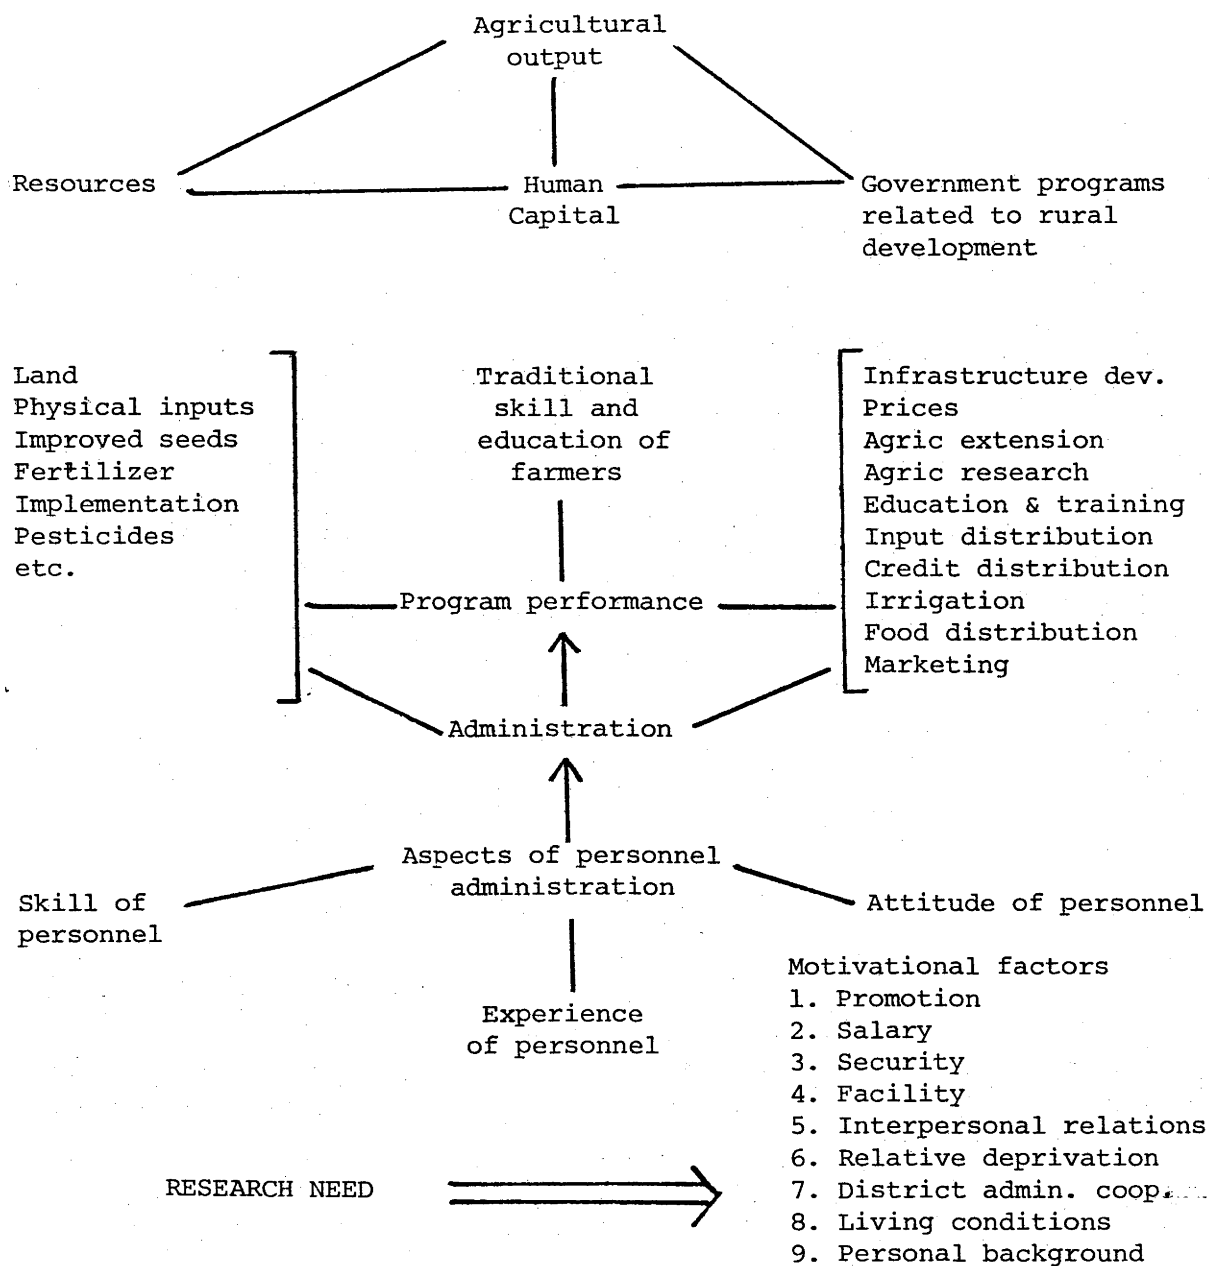 Agricultural
output
Resources
Human
Capital
Government programs
related to rural
development
Land
Physical inputs
Improved seeds
Fertilizer
Implementation
Pesticides
etc.
Traditional
skill and
education of
farmers
Infrastructure dev.
Prices
Agric extension
Agric research
Education & training
Input distribution
Credit distribution
Irrigation
Food distribution
Marketing
Program performance
Administration
Aspects of personnel
administration
Skill of
personnel
Attitude of personnel
Experience
of personnel
Motivational factors
1. Promotion
2. Salary
3. Security
4. Facility
5. Interpersonal relations
6. Relative deprivation
7. District admin. coop.
8. Living conditions
9. Personal background
RESEARCH NEED